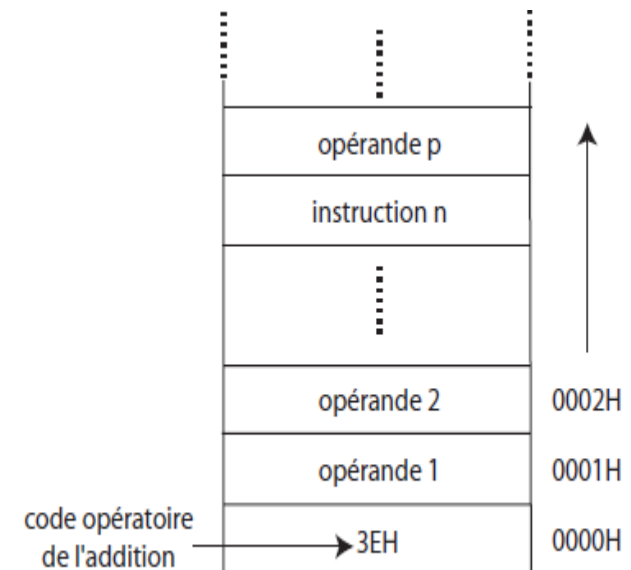 opérande p
instruction n
opérande 2 0002H
opérande 1 0001H
code opératoire
de l'addition
3EH 0000H